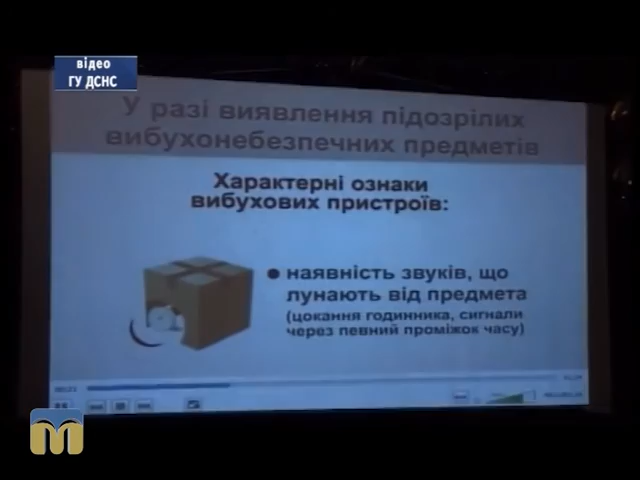 відео
ГУ ДСНС
У разі виявлення підозрілих
вибухонебезпечних предметів
Характерні ознаки
вибухових пристроїв:
● наявність звуків, що
лунають від предмета
(цокання годинника, сигнали
через певний проміжок часу)
М